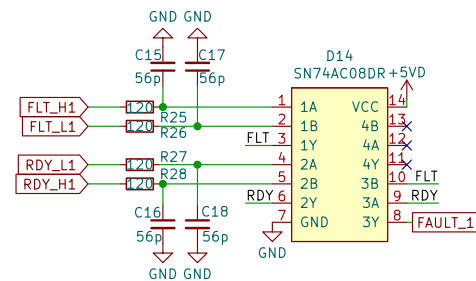 GND GND
C15 C17
56p 56p
D14
SN74AC08DR +5VD
FLT_H1 120 R25 1 1A VCC 14
FLT_L1 120 R26 2 1B 4B 13
FLT 3 1Y 4A 12
RDY_L1 120 R27 4 2A 4Y 11
RDY_H1 120 R28 5 2B 3B 10 FLT
RDY 6 2Y 3A 9 RDY
7 GND 3Y 8 FAULT_1
C16 C18
56p 56p
GND
GND GND